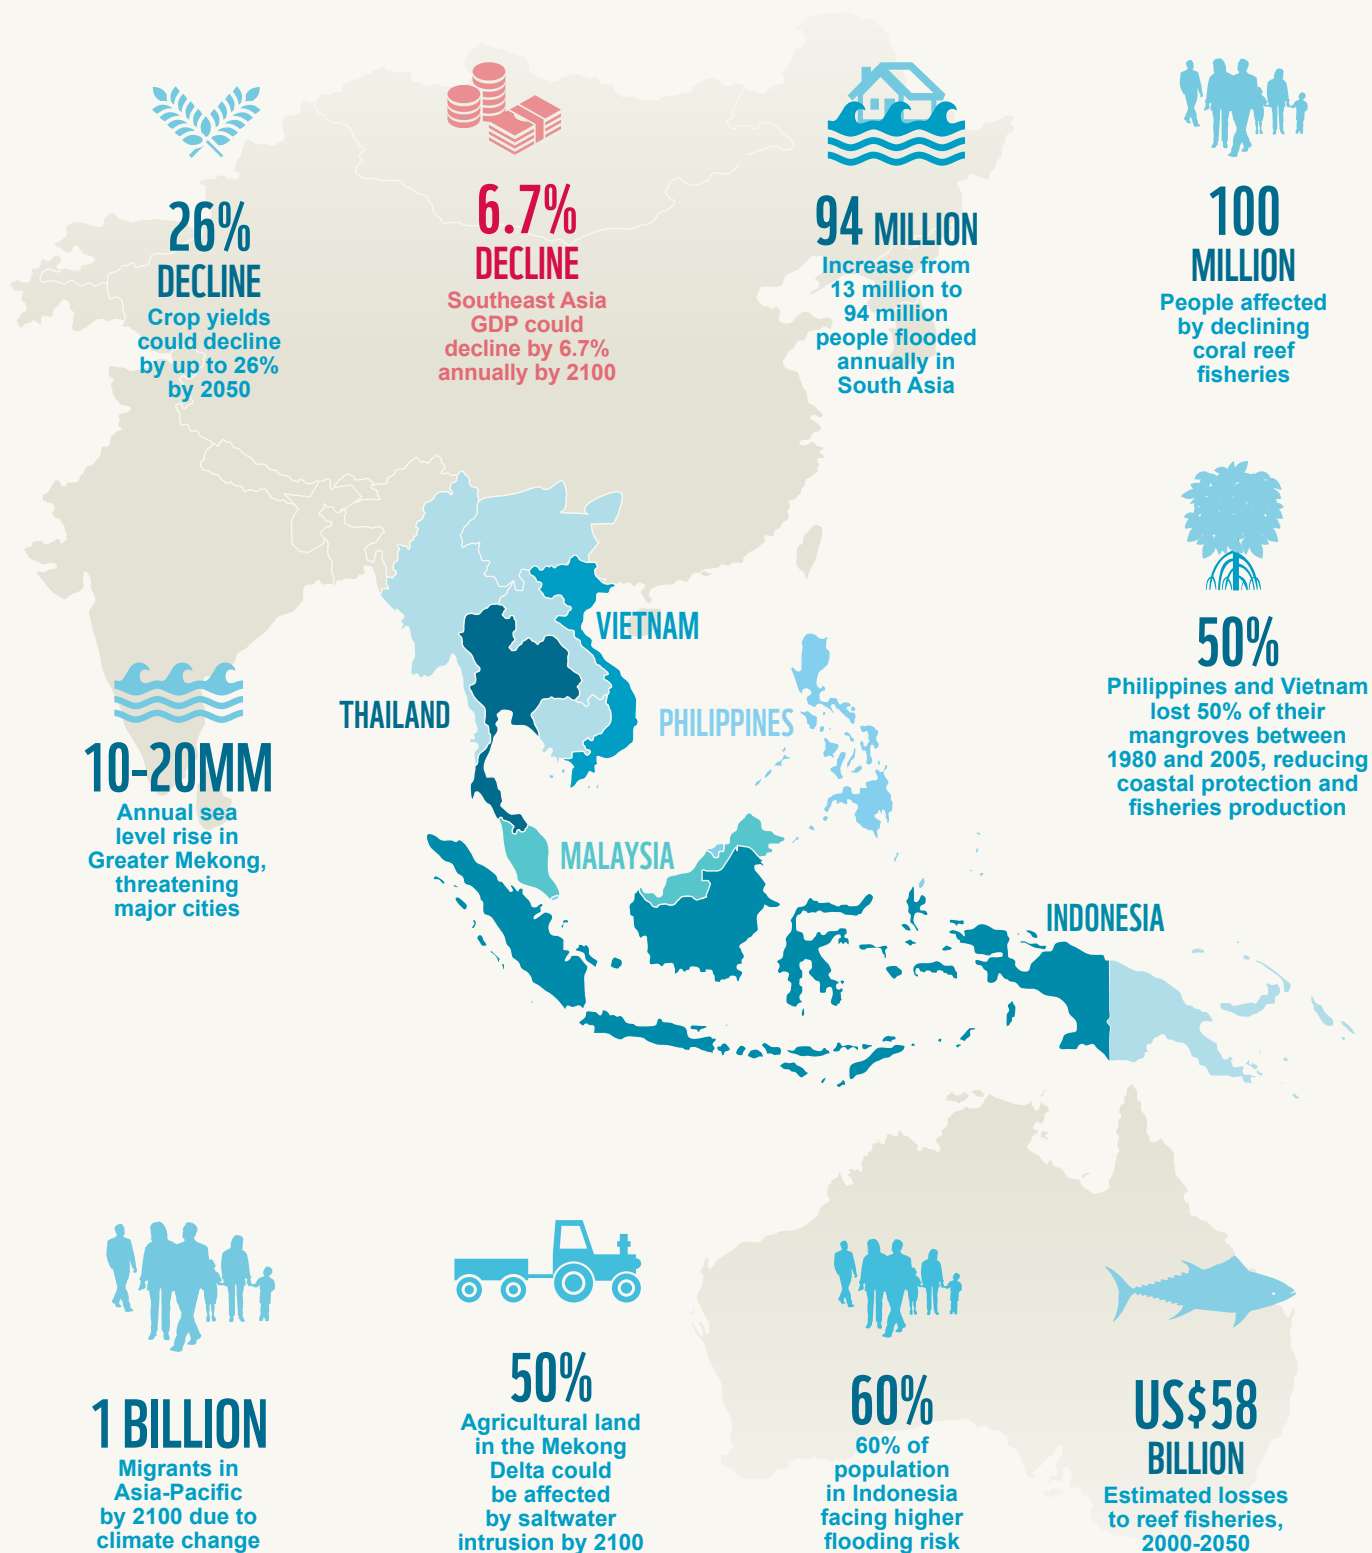 26%
DECLINE
Crop yields
could decline
by up to 26%
by 2050
6.7%
DECLINE
Southeast Asia
GDP could
decline by 6.7%
annually by 2100
94 MILLION
Increase from
13 million to
94 million
people flooded
annually in
South Asia
100
MILLION
People affected
by declining
coral reef
fisheries
50%
Philippines and Vietnam
lost 50% of their
mangroves between
1980 and 2005, reducing
coastal protection and
fisheries production
VIETNAM
THAILAND
PHILIPPINES
MALAYSIA
INDONESIA
10-20MM
Annual sea
level rise in
Greater Mekong,
threatening
major cities
1 BILLION
Migrants in
Asia-Pacific
by 2100 due to
climate change
50%
Agricultural land
in the Mekong
Delta could
be affected
by saltwater
intrusion by 2100
60%
60% of
population
in Indonesia
facing higher
flooding risk
US$58
BILLION
Estimated losses
to reef fisheries,
2000-2050